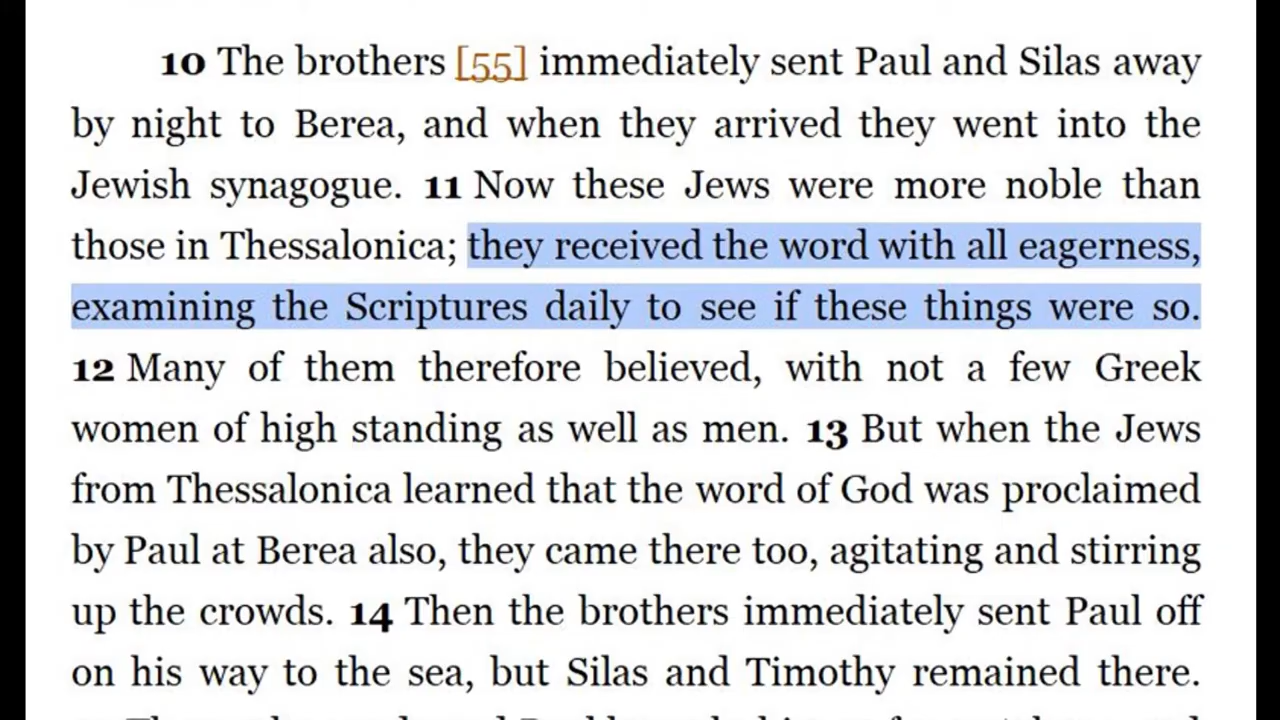 10 The brothers [55] immediately sent Paul and Silas away
by night to Berea, and when they arrived they went into the
Jewish synagogue. 11 Now these Jews were more noble than
those in Thessalonica; they received the word with all eagerness,
examining the Scriptures daily to see if these things were so.
12 Many of them therefore believed, with not a few Greek
women of high standing as well as men. 13 But when the Jews
from Thessalonica learned that the word of God was proclaimed
by Paul at Berea also, they came there too, agitating and stirring
up the crowds. 14 Then the brothers immediately sent Paul off
on his way to the sea, but Silas and Timothy remained there.